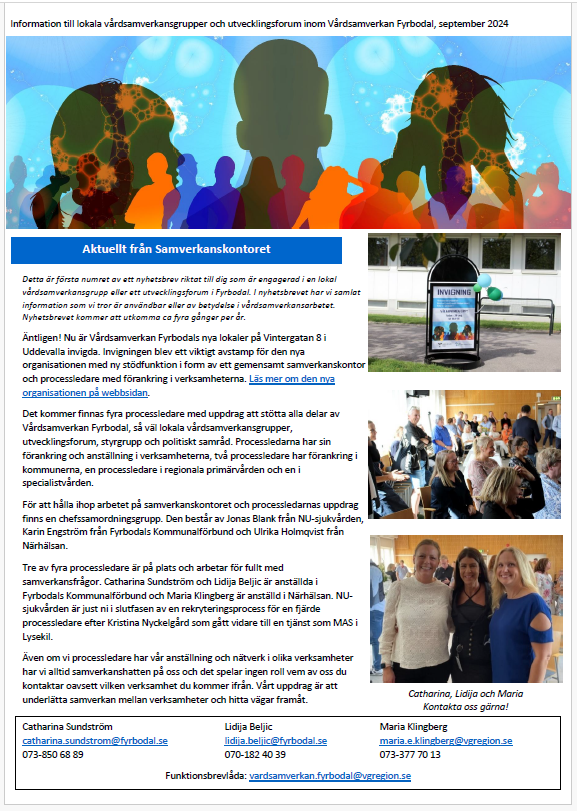 Information till lokala vårdsamverkansgrupper och utvecklingsforum inom Vårdsamverkan Fyrbodal, september 2024
Aktuellt från Samverkanskontoret
Detta är första numret av ett nyhetsbrev riktat till dig som är engagerad i en lokal
vårdsamverkansgrupp eller ett utvecklingsforum i Fyrbodal. I nyhetsbrevet har vi samlat
information som vi tror är användbar eller av betydelse i vårdsamverkansarbetet.
Nyhetsbrevet kommer att utkomma ca fyra gånger per år.
Äntligen! Nu är Vårdsamverkan Fyrbodals nya lokaler på Vintergatan 8 i
Uddevalla invigda. Invigningen blev ett viktigt avstamp för den nya
organisationen med ny stödfunktion i form av ett gemensamt samverkanskontor
och processledare med förankring i verksamheterna. Läs mer om den nya
organisationen på webbsidan.
Det kommer finnas fyra processledare med uppdrag att stötta alla delar av
Vårdsamverkan Fyrbodal, så väl lokala vårdsamverkansgrupper,
utvecklingsforum, styrgrupp och politiskt samråd. Processledarna har sin
förankring och anställning i verksamheterna, två processledare har förankring i
kommunerna, en processledare i regionala primärvården och en i
specialistvården.
För att hålla ihop arbetet på samverkanskontoret och processledarnas uppdrag
finns en chefssamordningsgrupp. Den består av Jonas Blank från NU-sjukvården,
Karin Engström från Fyrbodals Kommunalförbund och Ulrika Holmqvist från
Närhälsan.
Tre av fyra processledare är på plats och arbetar för fullt med
samverkansfrågor. Catharina Sundström och Lidija Beljic är anställda i
Fyrbodals Kommunalförbund och Maria Klingberg är anställd i Närhälsan. NU-
sjukvården är just ni i slutfasen av en rekryteringsprocess för en fjärde
processledare efter Kristina Nyckelgård som gått vidare till en tjänst som MAS i
Lysekil.
Även om vi processledare har vår anställning och nätverk i olika verksamheter
har vi alltid samverkanshatten på oss och det spelar ingen roll vem av oss du
kontaktar oavsett vilken verksamhet du kommer ifrån. Vårt uppdrag är att
underlätta samverkan mellan verksamheter och hitta vägar framåt.
INVIGNING
Catharina, Lidija och Maria
Kontakta oss gärna!
Catharina Sundström Lidija Beljic Maria Klingberg
catharina.sundstrom@fyrbodal.se lidija.beljic@fyrbodal.se maria.e.klingberg@vgregion.se
073-850 68 89 070-182 40 39 073-377 70 13
Funktionsbrevlåda: vardsamverkan.fyrbodal@vgregion.se